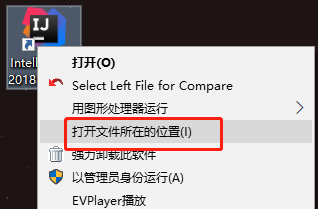 IJ
Intell
2018
打开(O)
Select Left File for Compare
用图形处理器运行
打开文件所在的位置(I)
强力卸载此软件
以管理员身份运行(A)
EVPlayer播放